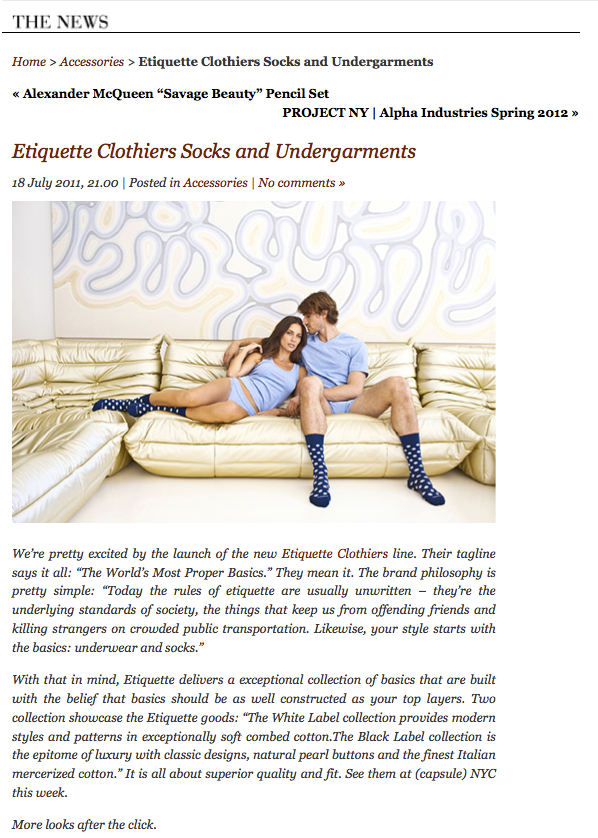 THE NEWS
Home > Accessories > Etiquette Clothiers Socks and Undergarments
« Alexander McQueen “Savage Beauty” Pencil Set
PROJECT NY | Alpha Industries Spring 2012 »
Etiquette Clothiers Socks and Undergarments
18 July 2011, 21.00 | Posted in Accessories | No comments »
We’re pretty excited by the launch of the new Etiquette Clothiers line. Their tagline
says it all: “The World’s Most Proper Basics.” They mean it. The brand philosophy is
pretty simple: “Today the rules of etiquette are usually unwritten – they’re the
underlying standards of society, the things that keep us from offending friends and
killing strangers on crowded public transportation. Likewise, your style starts with
the basics: underwear and socks.”
With that in mind, Etiquette delivers a exceptional collection of basics that are built
with the belief that basics should be as well constructed as your top layers. Two
collection showcase the Etiquette goods: “The White Label collection provides modern
styles and patterns in exceptionally soft combed cotton.The Black Label collection is
the epitome of luxury with classic designs, natural pearl buttons and the finest Italian
mercerized cotton.” It is all about superior quality and fit. See them at (capsule) NYC
this week.
More looks after the click.